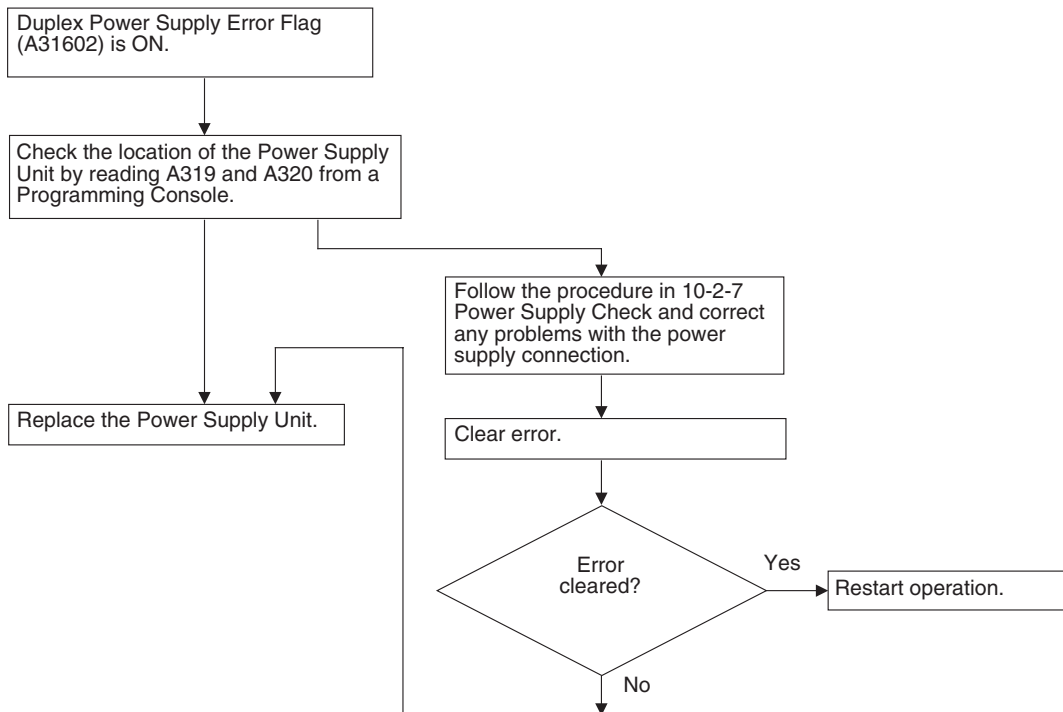 Duplex Power Supply Error Flag
(A31602) is ON.
Check the location of the Power Supply
Unit by reading A319 and A320 from a
Programming Console.
Follow the procedure in 10-2-7
Power Supply Check and correct
any problems with the power
supply connection.
Replace the Power Supply Unit.
Clear error.
Error
cleared?
Yes
Restart operation.
No